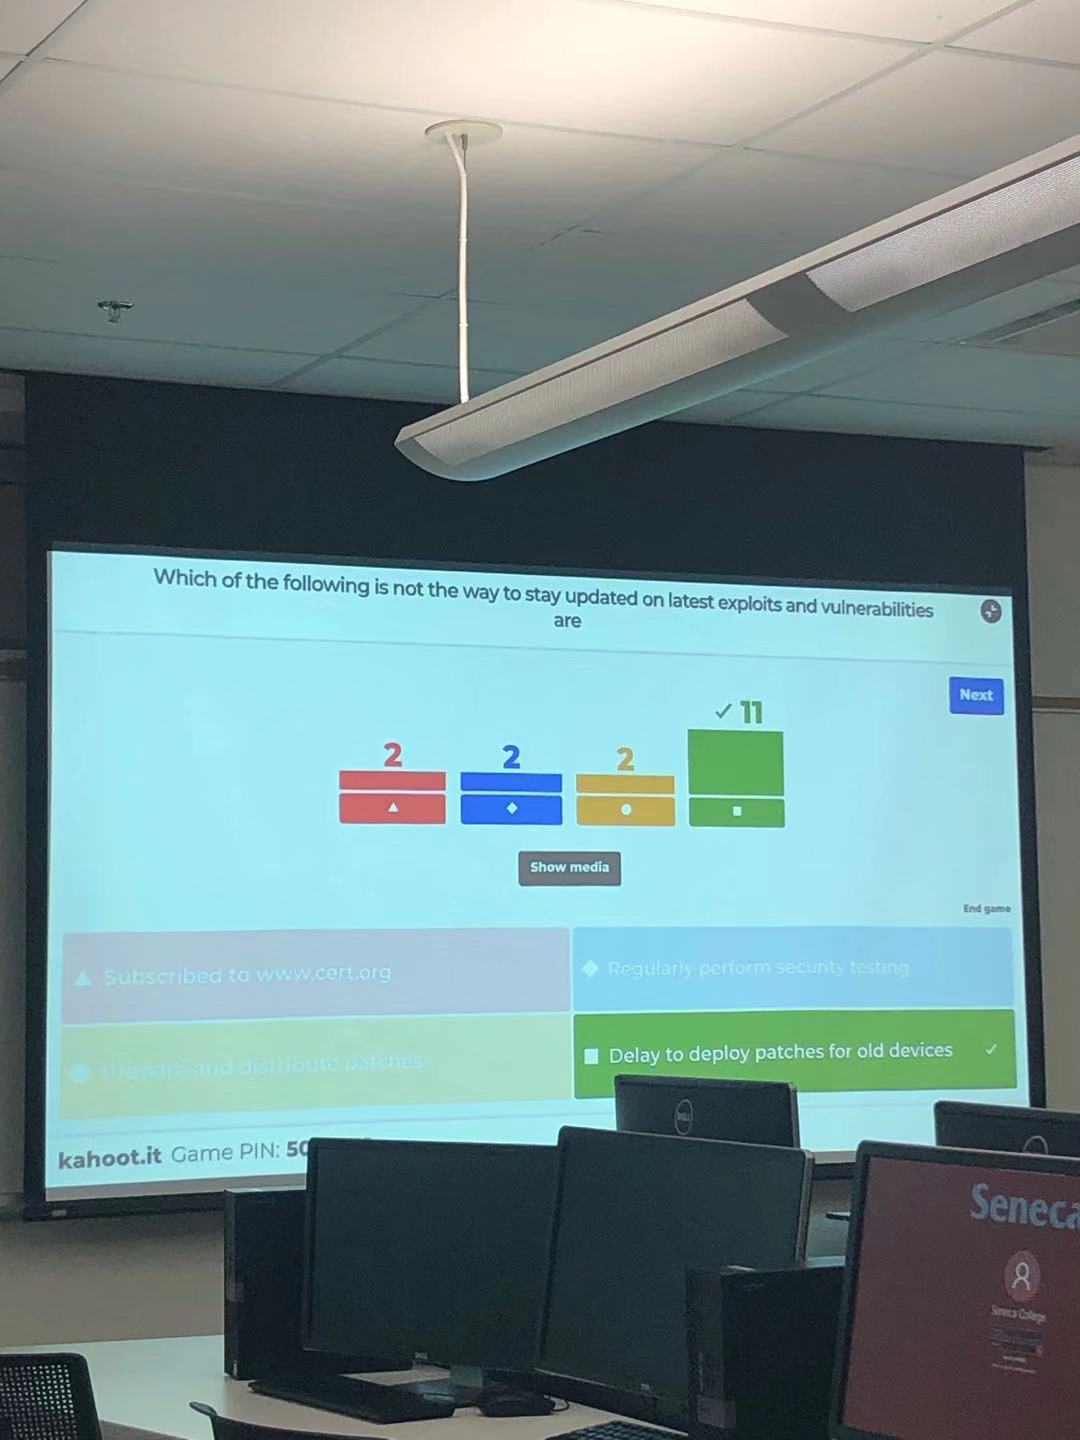 Which of the following is not the way to stay updated on latest exploits and vulnerabilities
are
Next
2
2
2
11
Show media
End game
Subscribed to www.cert.org
Regularly perform security testing
Prepare and distribute patches
Delay to deploy patches for old devices
kahoot.it Game PIN: 50
DELL
DELL
Seneca
Seneca College